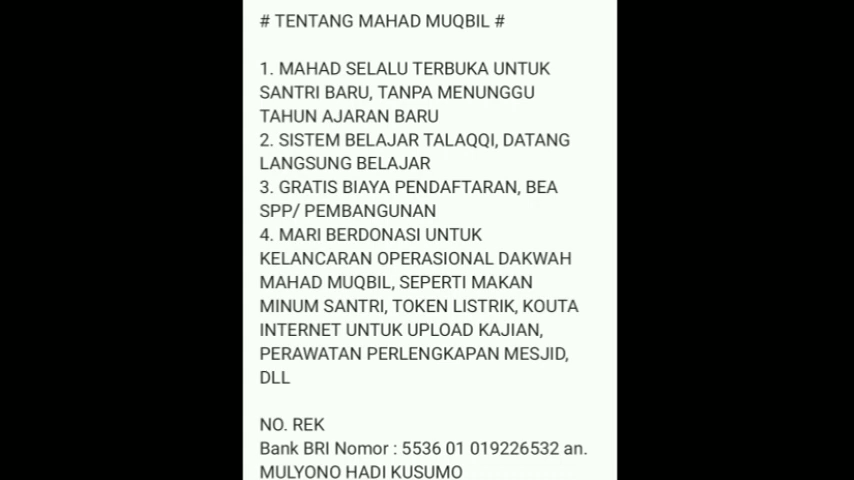 # TENTANG MAHAD MUQBIL #
1. MAHAD SELALU TERBUKA UNTUK
SANTRI BARU, TANPA MENUNGGU
TAHUN AJARAN BARU
2. SISTEM BELAJAR TALAQQI, DATANG
LANGSUNG BELAJAR
3. GRATIS BIAYA PENDAFTARAN, BEA
SPP/ PEMBANGUNAN
4. MARI BERDONASI UNTUK
KELANCARAN OPERASIONAL DAKWAH
MAHAD MUQBIL, SEPERTI MAKAN
MINUM SANTRI, TOKEN LISTRIK, KOUTA
INTERNET UNTUK UPLOAD KAJIAN,
PERAWATAN PERLENGKAPAN MESJID,
DLL
NO. REK
Bank BRI Nomor : 5536 01 019226532 an.
MULYONO HADI KUSUMO